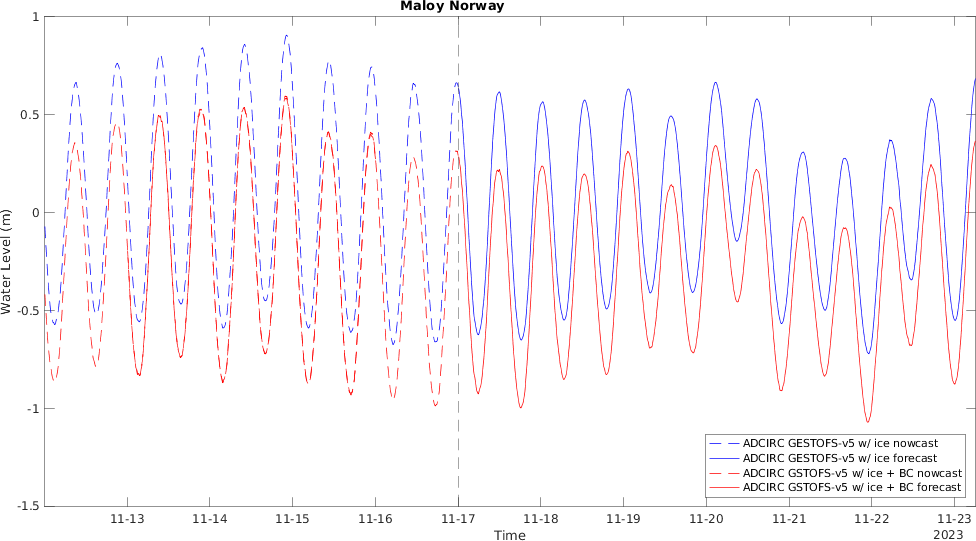 Maloy Norway
1
0.5
0
-0.5
-1
-1.5
Water Level (m)
ADCIRC GESTOFS-v5 w/ ice nowcast
ADCIRC GESTOFS-v5 w/ ice forecast
ADCIRC GSTOFS-v5 w/ ice + BC nowcast
ADCIRC GSTOFS-v5 w/ ice + BC forecast
11-13 11-14 11-15 11-16 11-17 11-18 11-19 11-20 11-21 11-22 11-23
Time
2023